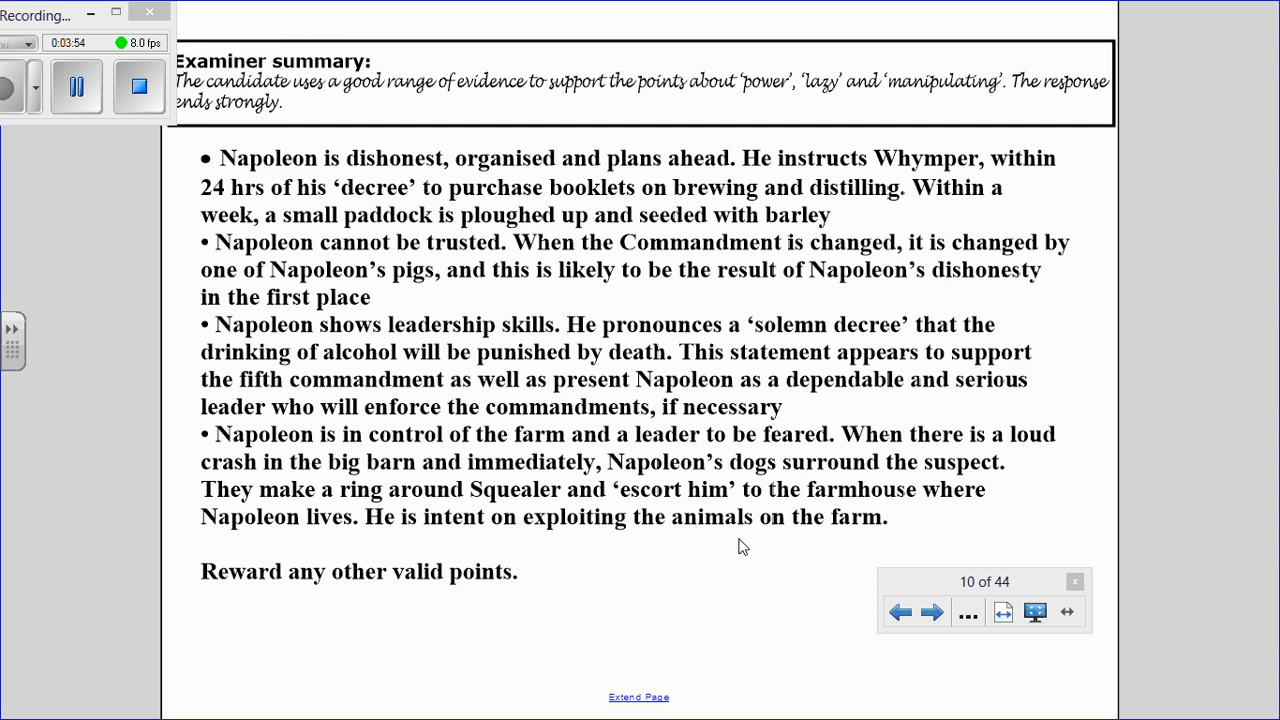 Recording...
0:03:54
8.0 fps
Examiner summary:
The candidate uses a good range of evidence to support the points about ‘power’, ‘lazy’ and ‘manipulating’. The response
ends strongly.
• Napoleon is dishonest, organised and plans ahead. He instructs Whymper, within
24 hrs of his ‘decree’ to purchase booklets on brewing and distilling. Within a
week, a small paddock is ploughed up and seeded with barley
• Napoleon cannot be trusted. When the Commandment is changed, it is changed by
one of Napoleon’s pigs, and this is likely to be the result of Napoleon’s dishonesty
in the first place
• Napoleon shows leadership skills. He pronounces a ‘solemn decree’ that the
drinking of alcohol will be punished by death. This statement appears to support
the fifth commandment as well as present Napoleon as a dependable and serious
leader who will enforce the commandments, if necessary
• Napoleon is in control of the farm and a leader to be feared. When there is a loud
crash in the big barn and immediately, Napoleon’s dogs surround the suspect.
They make a ring around Squealer and ‘escort him’ to the farmhouse where
Napoleon lives. He is intent on exploiting the animals on the farm.
Reward any other valid points.
10 of 44
...
Extend Page